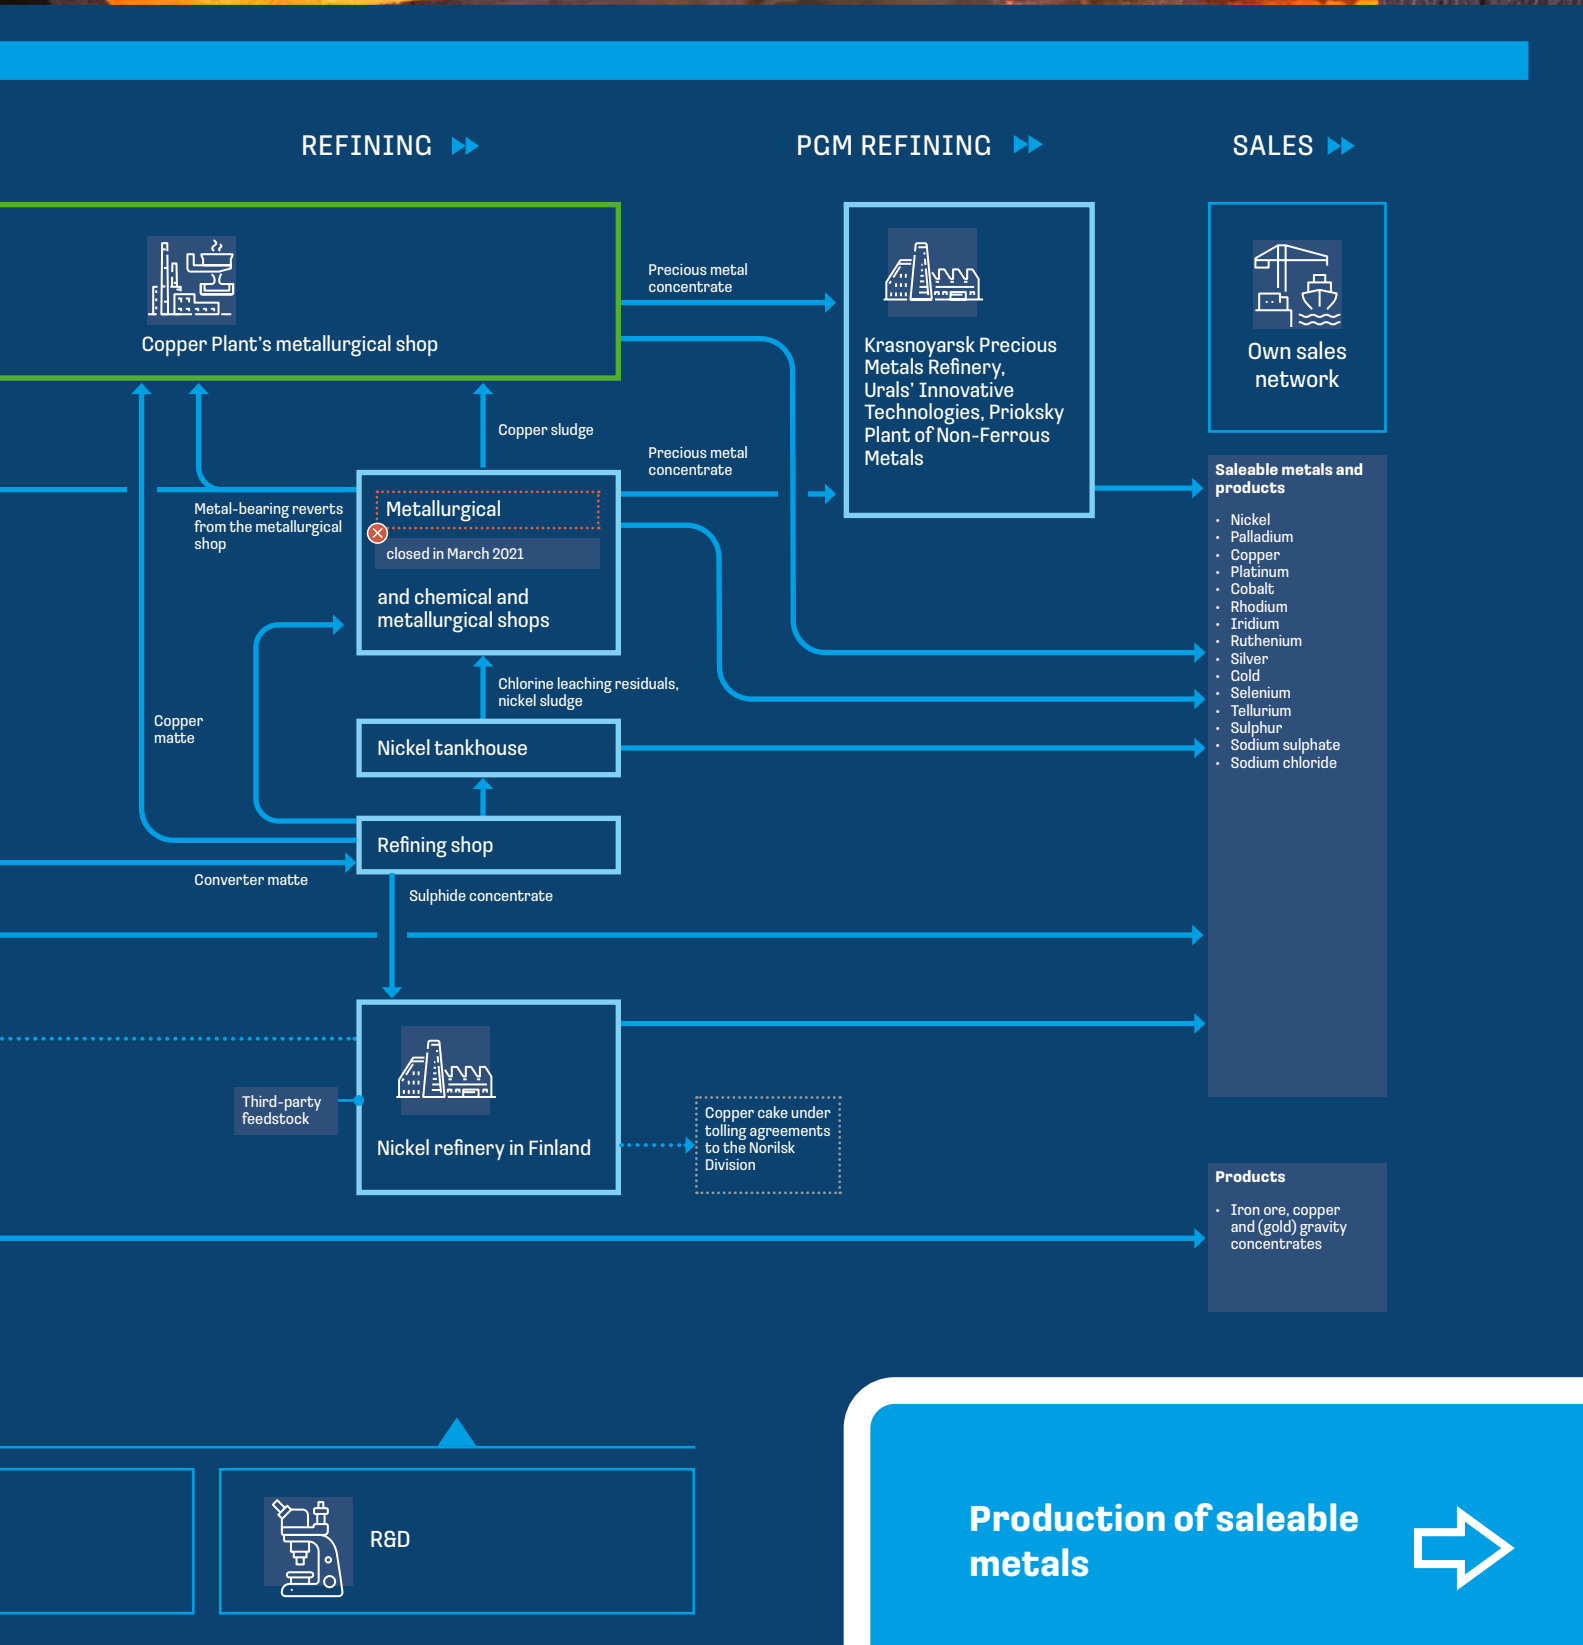 REFINING
PGM REFINING
SALES
Copper Plant's metallurgical shop
Precious metal
concentrate
Krasnoyarsk Precious
Metals Refinery,
Urals' Innovative
Technologies, Prioksky
Plant of Non-Ferrous
Metals
Own sales
network
Copper sludge
Precious metal
concentrate
Metal-bearing reverts
from the metallurgical
shop
Metallurgical
closed in March 2021
and chemical and
metallurgical shops
Saleable metals and
products
• Nickel
• Palladium
• Copper
• Platinum
• Cobalt
• Rhodium
• Iridium
• Ruthenium
• Silver
• Gold
• Selenium
• Tellurium
• Sulphur
• Sodium sulphate
• Sodium chloride
Chlorine leaching residuals,
nickel sludge
Copper
matte
Nickel tankhouse
Refining shop
Converter matte
Sulphide concentrate
Third-party
feedstock
Nickel refinery in Finland
Copper cake under
tolling agreements
to the Norilsk
Division
Products
• Iron ore, copper
and (gold) gravity
concentrates
R&D
Production of saleable
metals